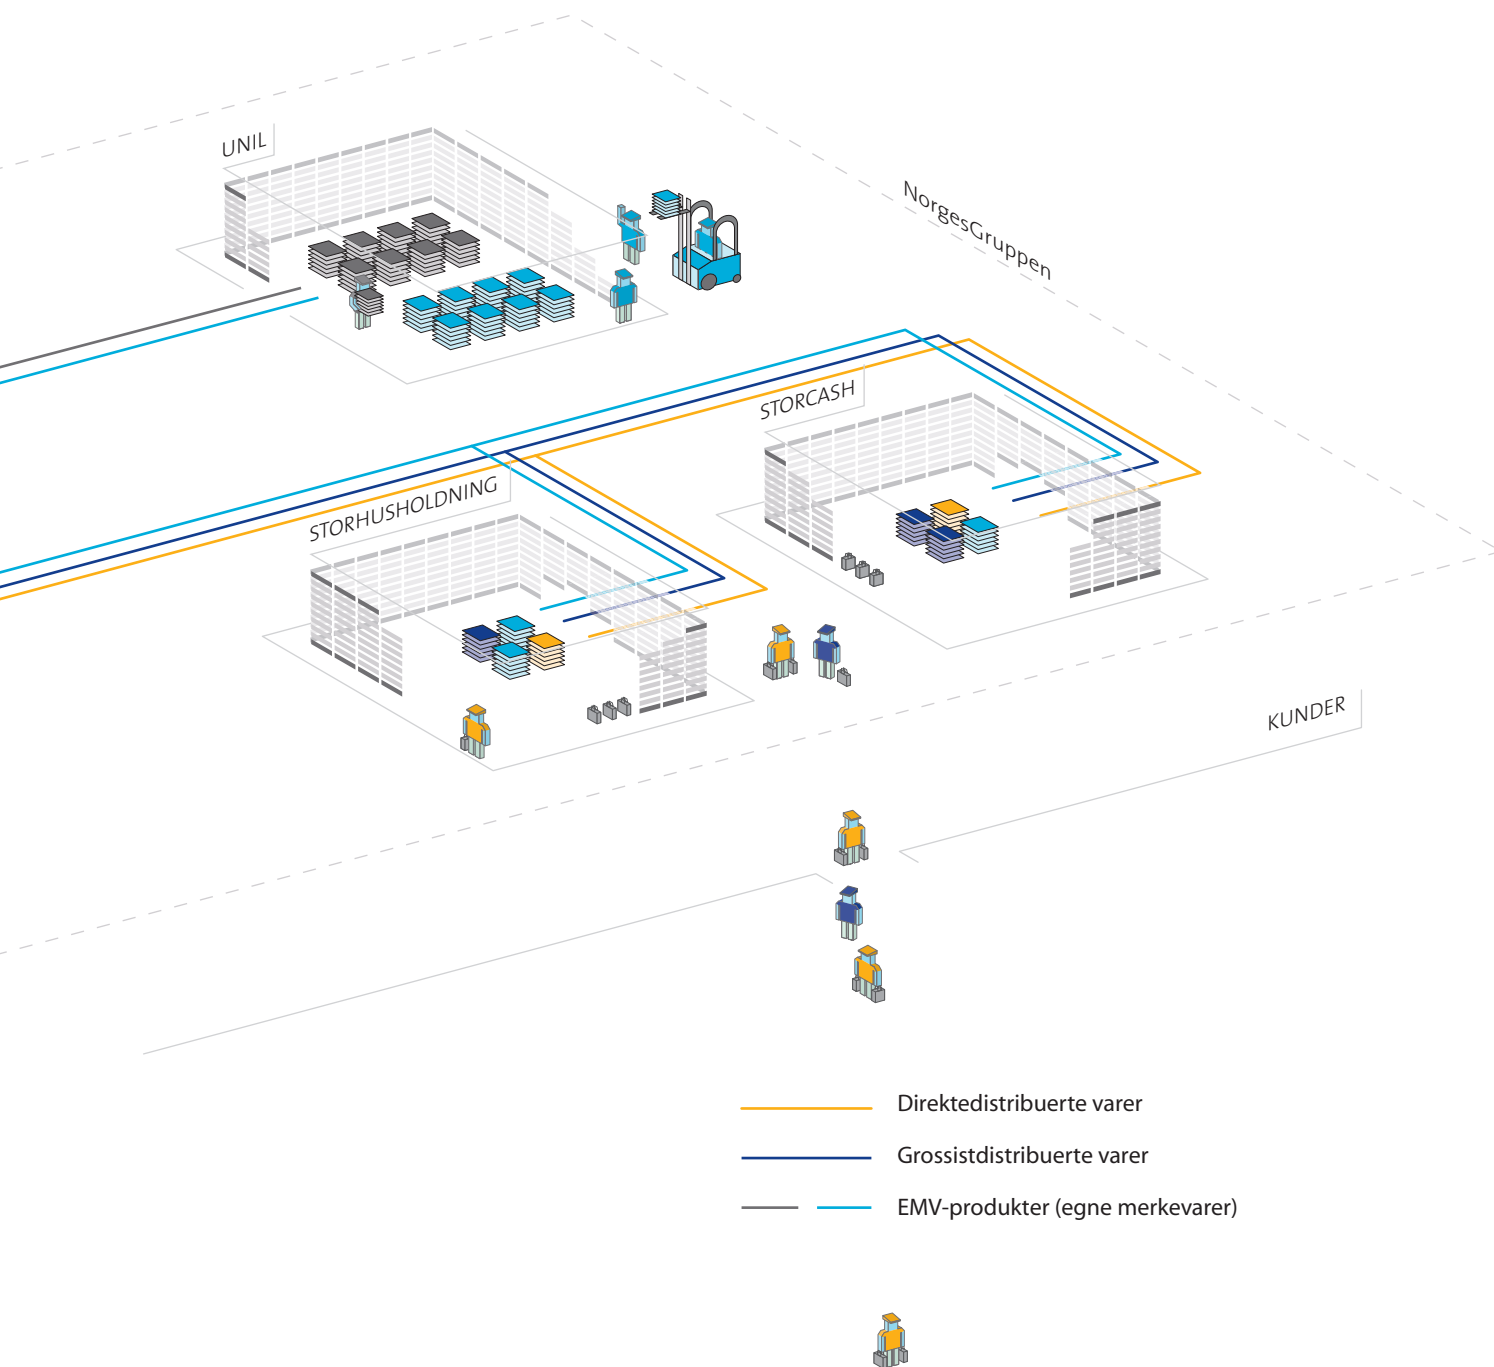 UNIL
NorgesGruppen
STORCASH
STORHUSHOLDNING
KUNDER
Direktedistribuerte varer
Grossistdistribuerte varer
EMV-produkter (egne merkevarer)